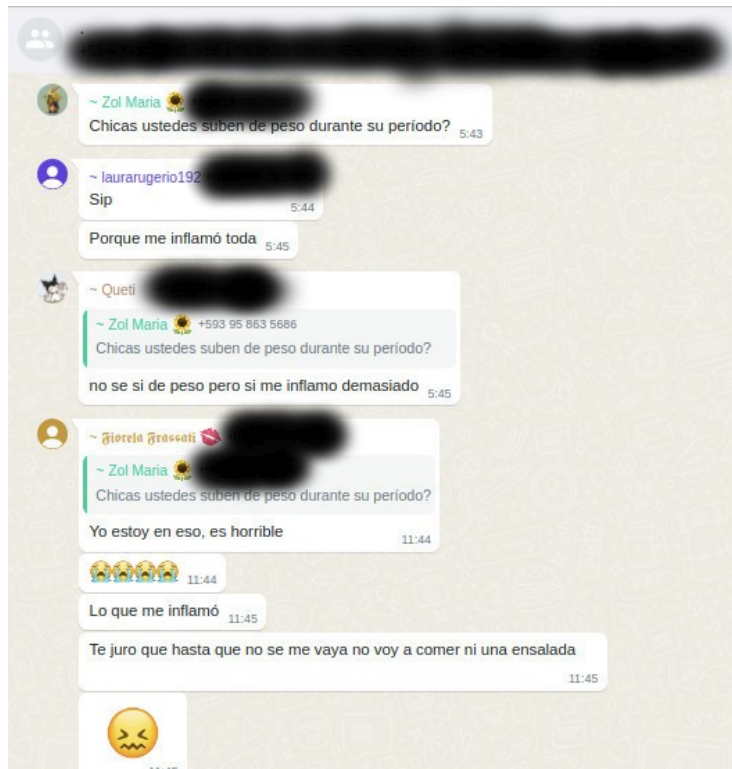 ~ Zol Maria 🌻
Chicas ustedes suben de peso durante su período? 5:43
~ laurarugerio192
Sip 5:44
Porque me inflamó toda 5:45
~ Queti
~ Zol Maria 🌻 +593 95 863 5686
Chicas ustedes suben de peso durante su período?
no se si de peso pero si me inflamo demasiado 5:45
~ 𝕱𝖎𝖔𝖗𝖊𝖑𝖆 𝕱𝖗𝖆𝖘𝖘𝖆𝖙𝖎 💋
~ Zol Maria 🌻
Chicas ustedes suben de peso durante su período?
Yo estoy en eso, es horrible 11:44
😭😭😭😭 11:44
Lo que me inflamó 11:45
Te juro que hasta que no se me vaya no voy a comer ni una ensalada
11:45
😖